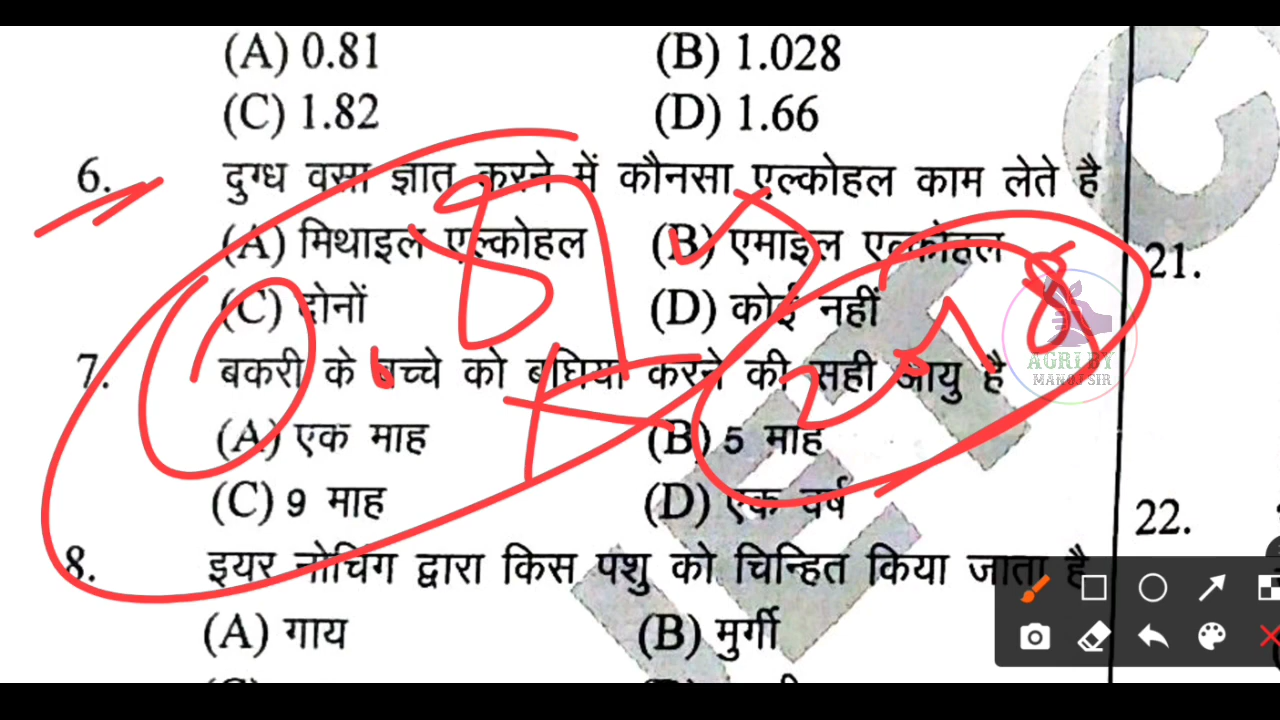 (A) 0.81 (B) 1.028
(C) 1.82 (D) 1.66
6. दुग्ध वसा ज्ञात करने में कौनसा एल्कोहल काम लेते है
(A) मिथाइल एल्कोहल (B) एमाइल एल्कोहल
(C) दोनों (D) कोई नहीं
21.
7. बकरी के बच्चे को बधिया करने की सही आयु है
AGRI BY
MANOJ SIR
(A) एक माह (B) 5 माह
(C) 9 माह (D) एक वर्ष
22.
8. इयर नोचिंग द्वारा किस पशु को चिन्हित किया जाता है
(A) गाय (B) मुर्गी